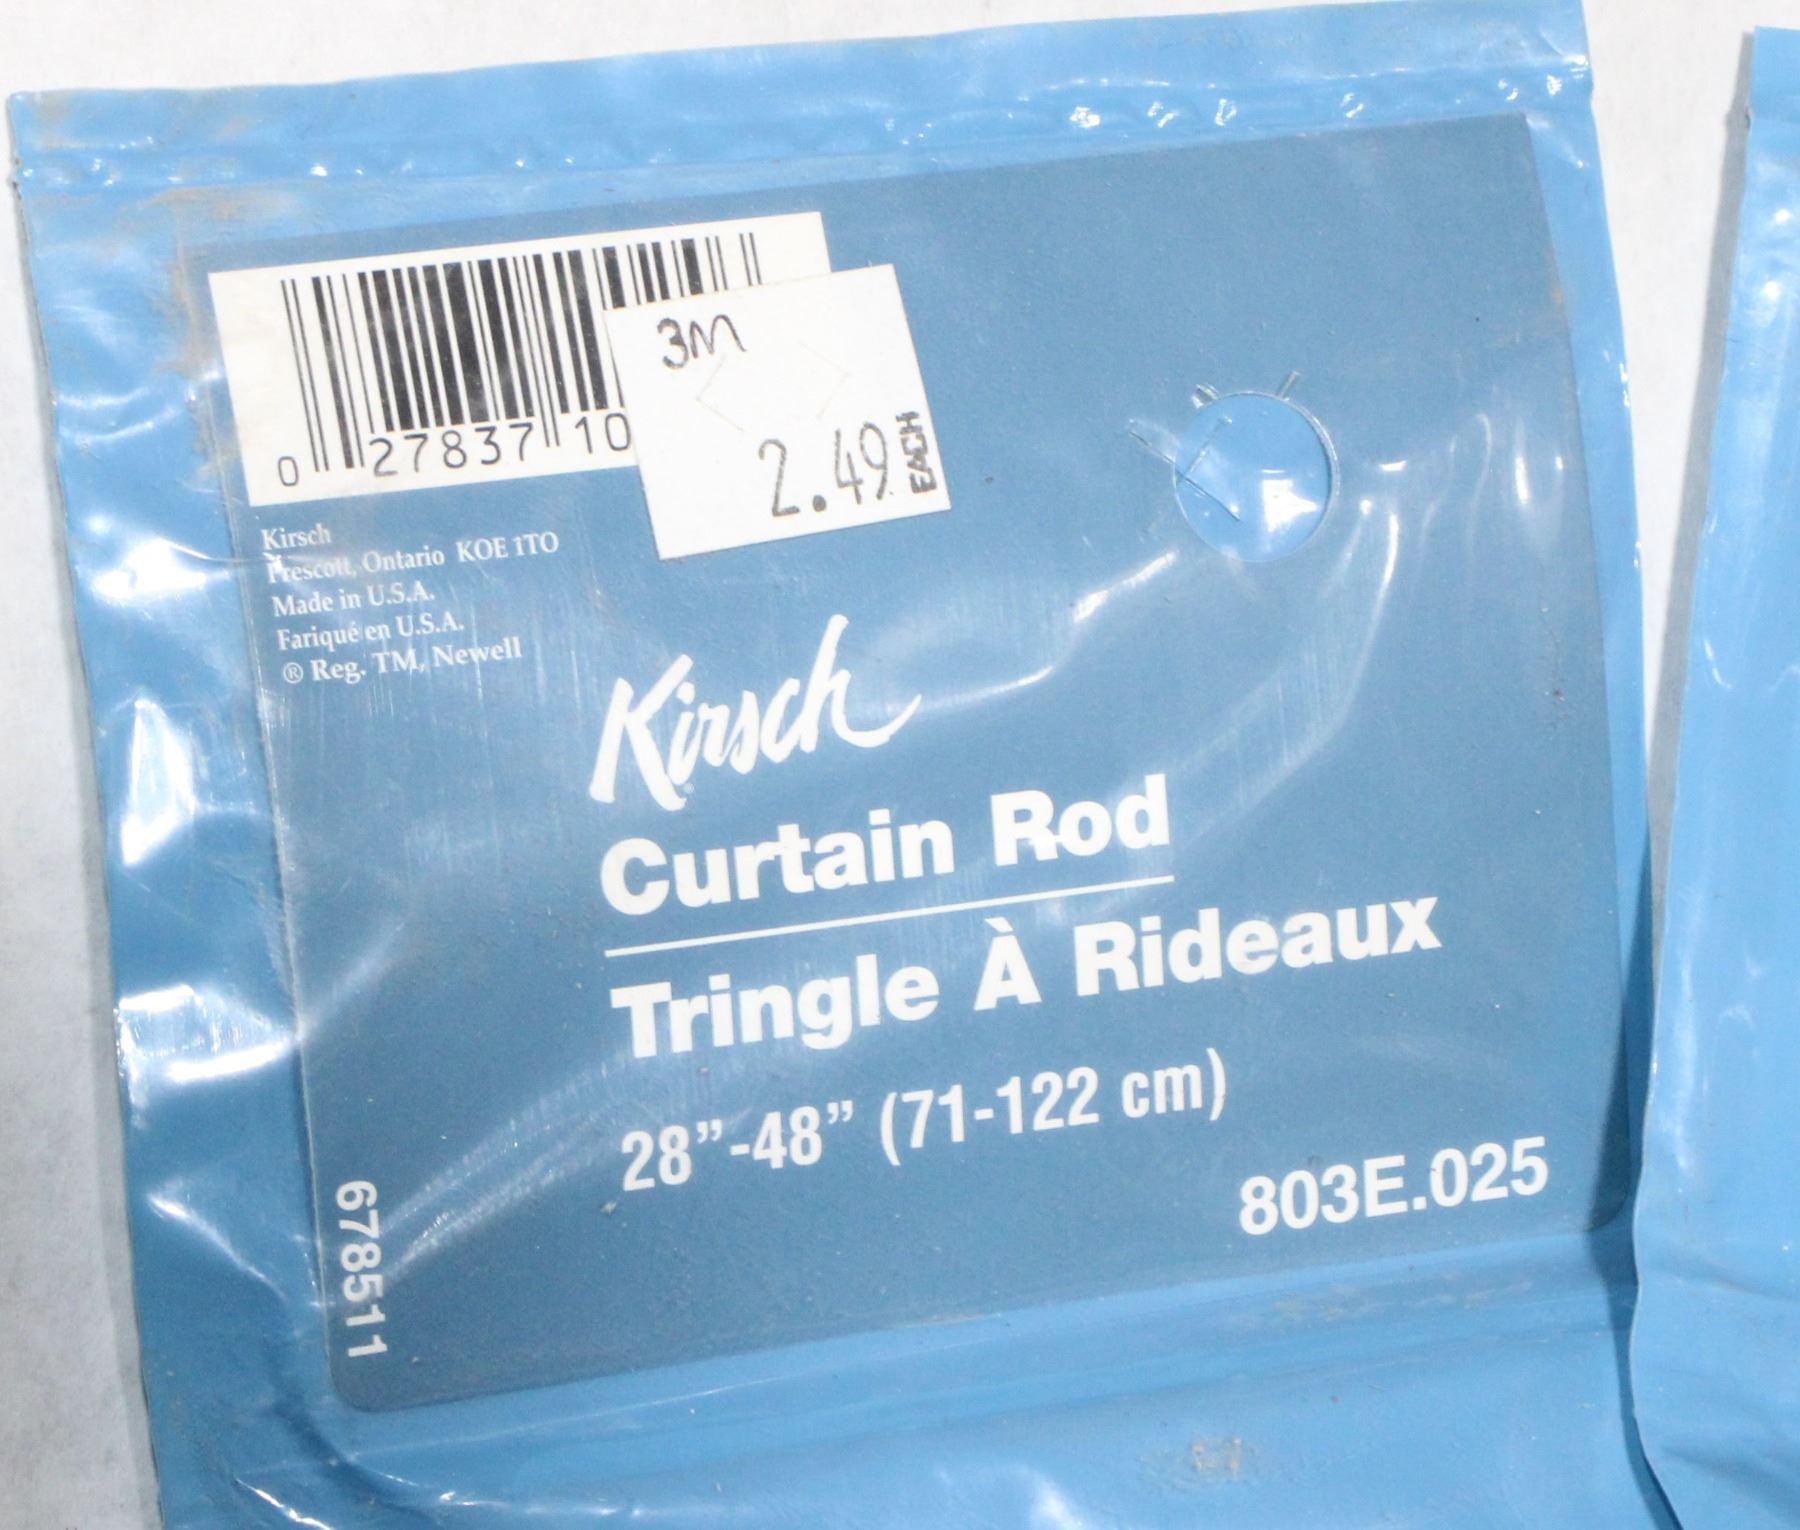 0 27837 10
3M
2.49 EACH
Kirsch
Prescott, Ontario KOE 1TO
Made in U.S.A.
Fariqué en U.S.A.
® Reg. TM, Newell
Kirsch
Curtain Rod
Tringle À Rideaux
28”-48” (71-122 cm)
803E.025
678511